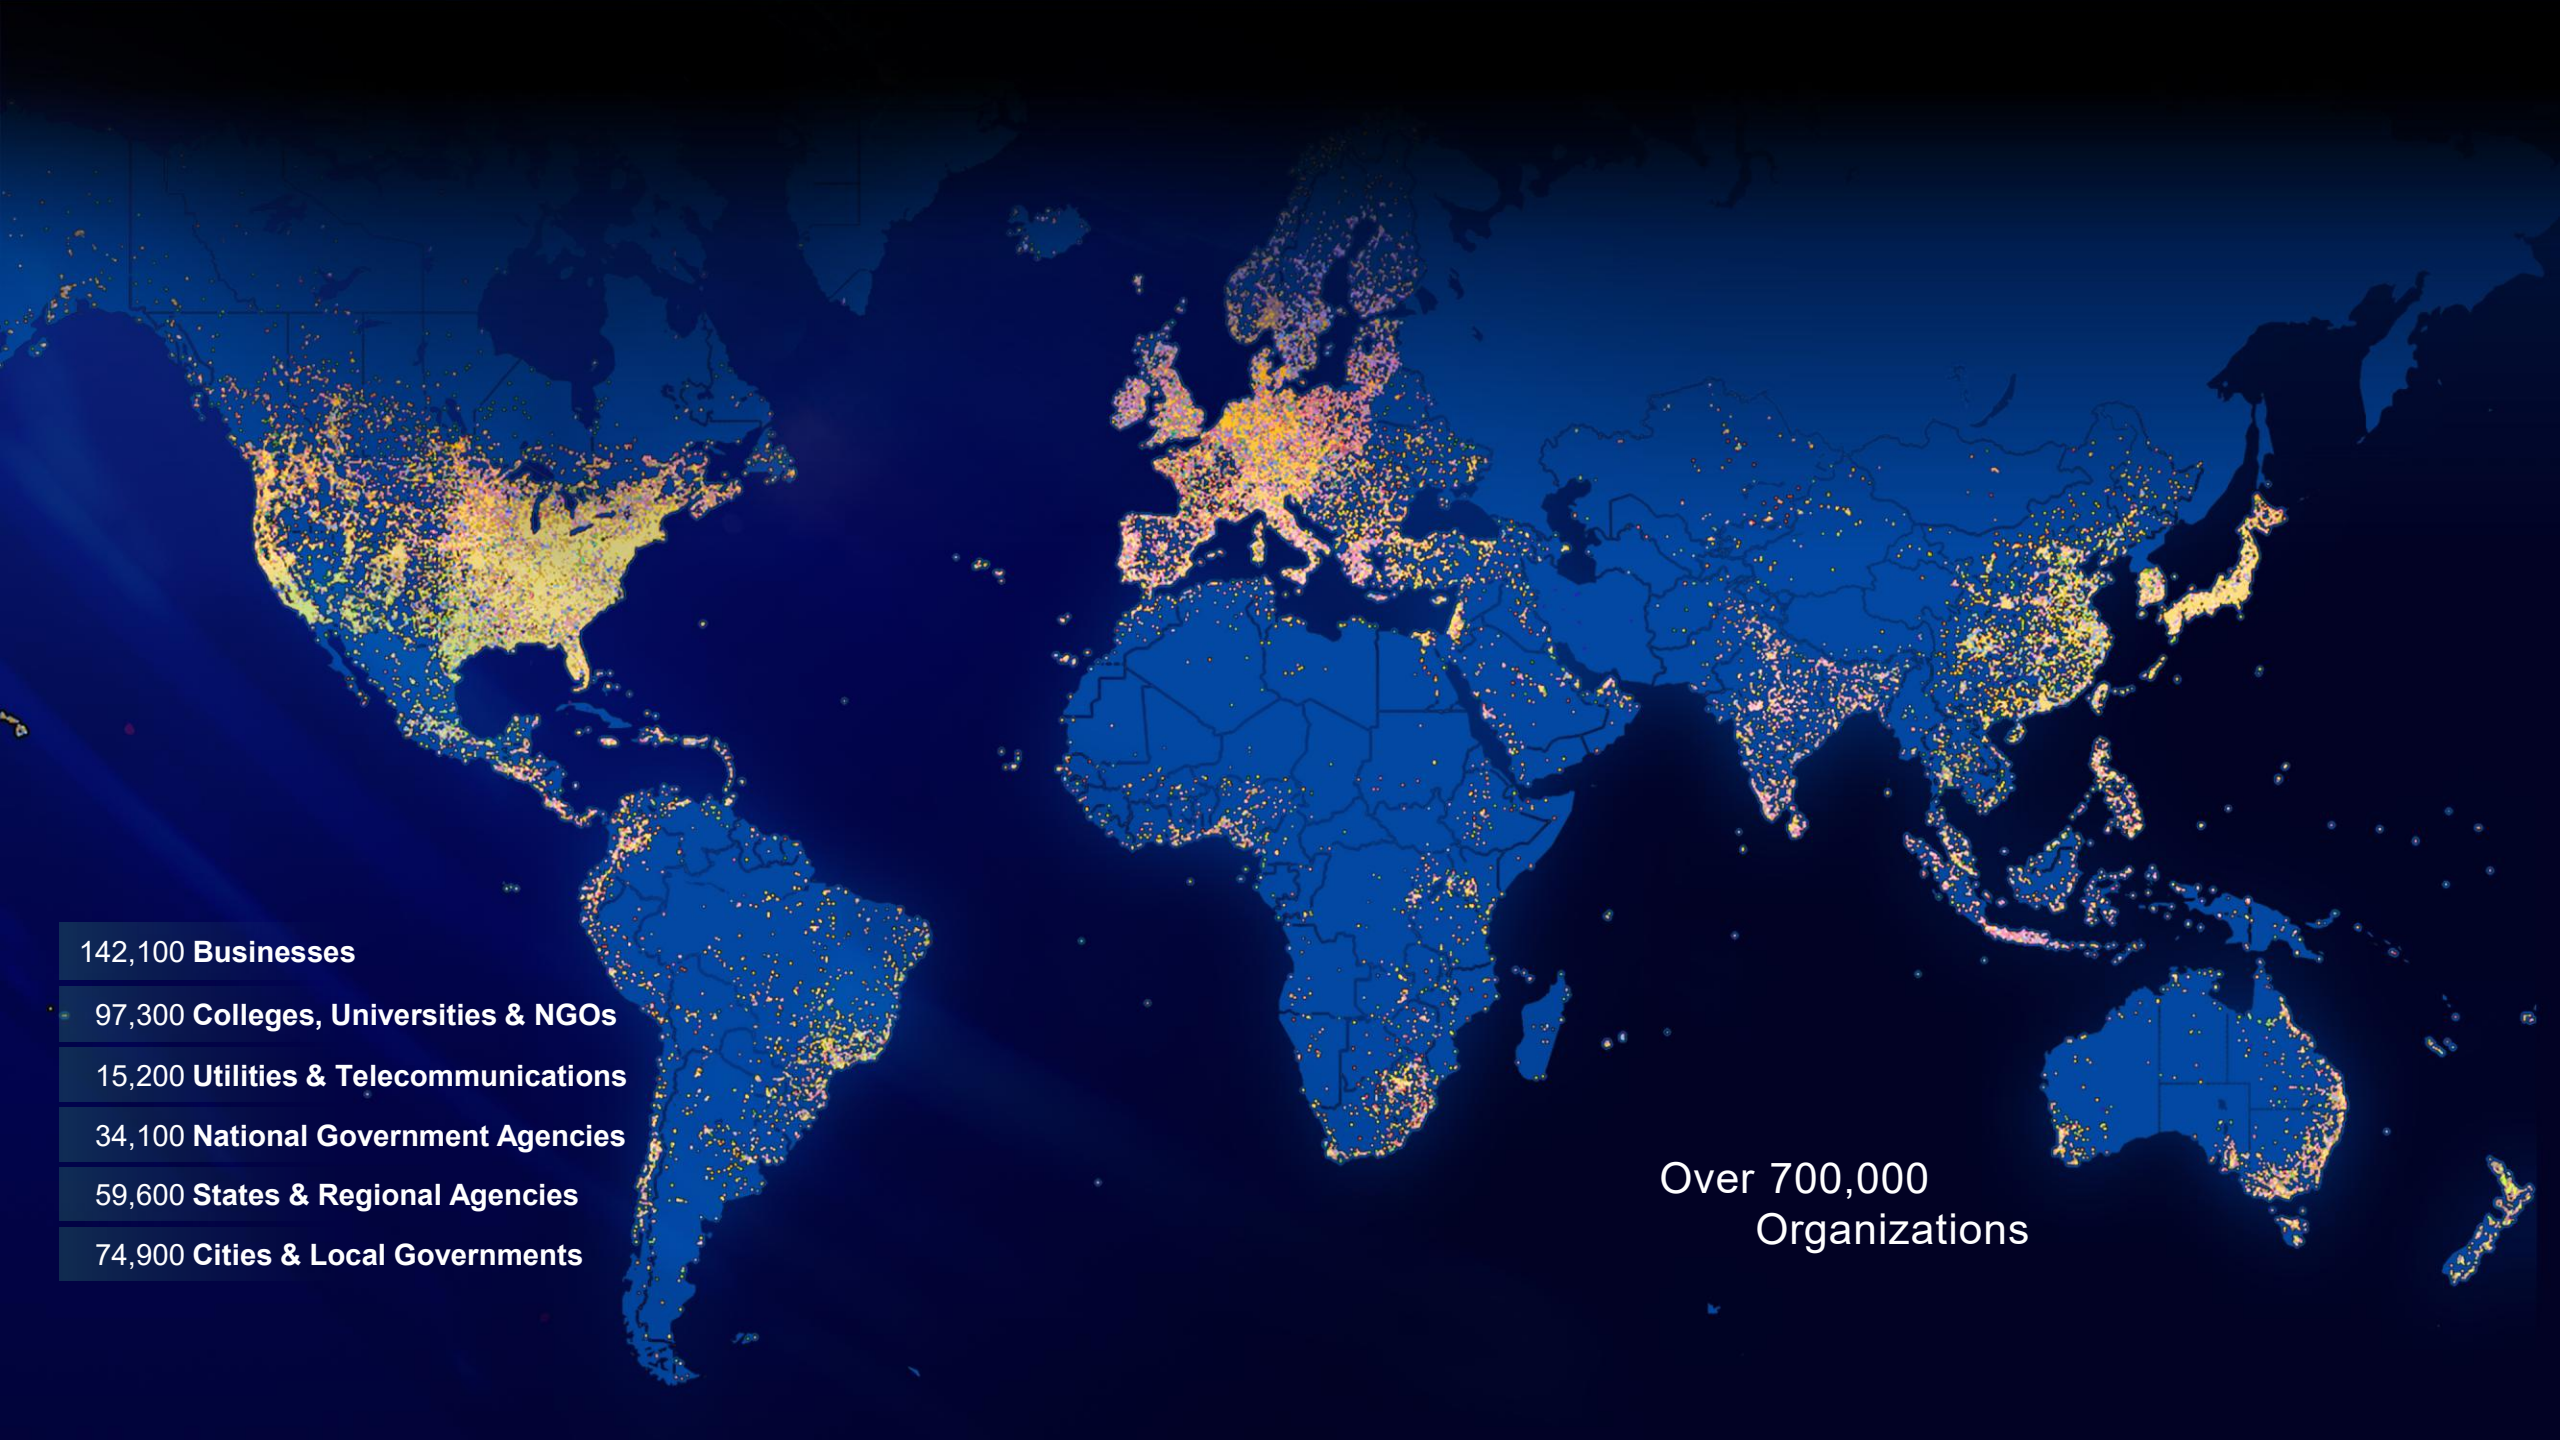 142,100 Businesses
97,300 Colleges, Universities & NGOs
15,200 Utilities & Telecommunications
34,100 National Government Agencies
59,600 States & Regional Agencies
74,900 Cities & Local Governments
Over 700,000
Organizations